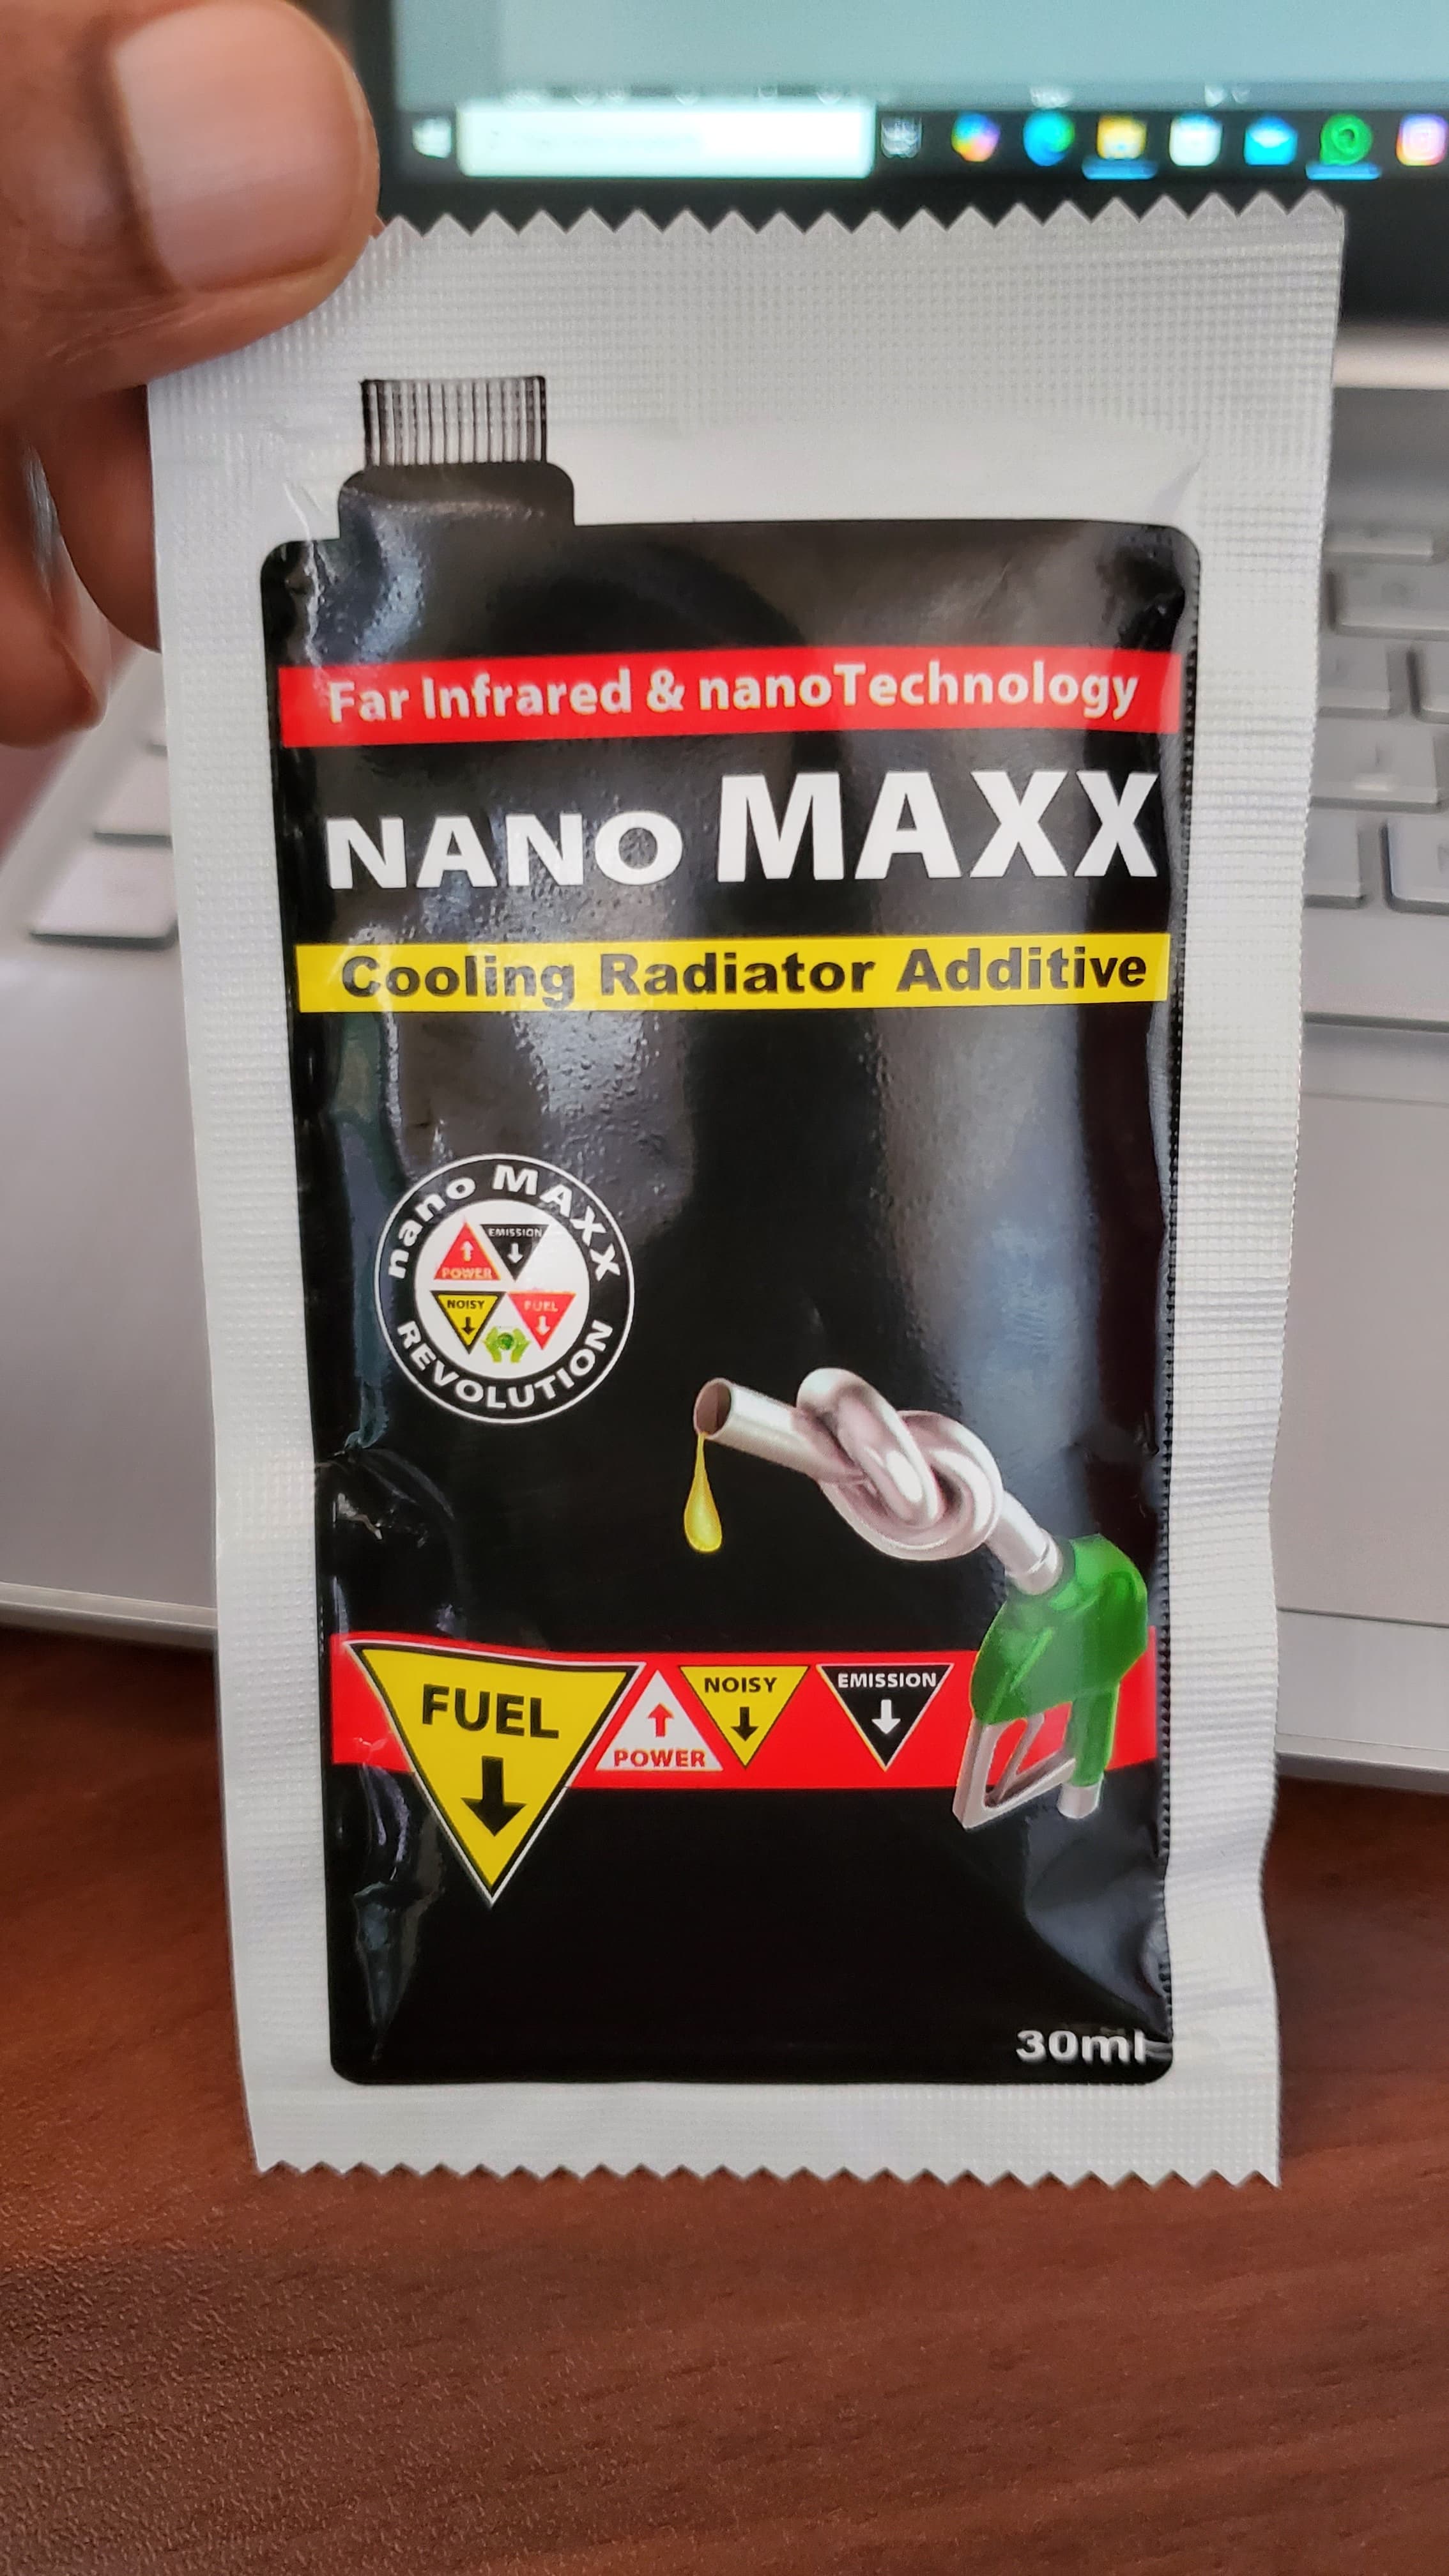 Far Infrared & nanoTechnology
NANO MAXX
Cooling Radiator Additive
nano MAXX
POWER
EMISSION
NOISY
FUEL
REVOLUTION
FUEL
POWER
NOISY
EMISSION
30ml